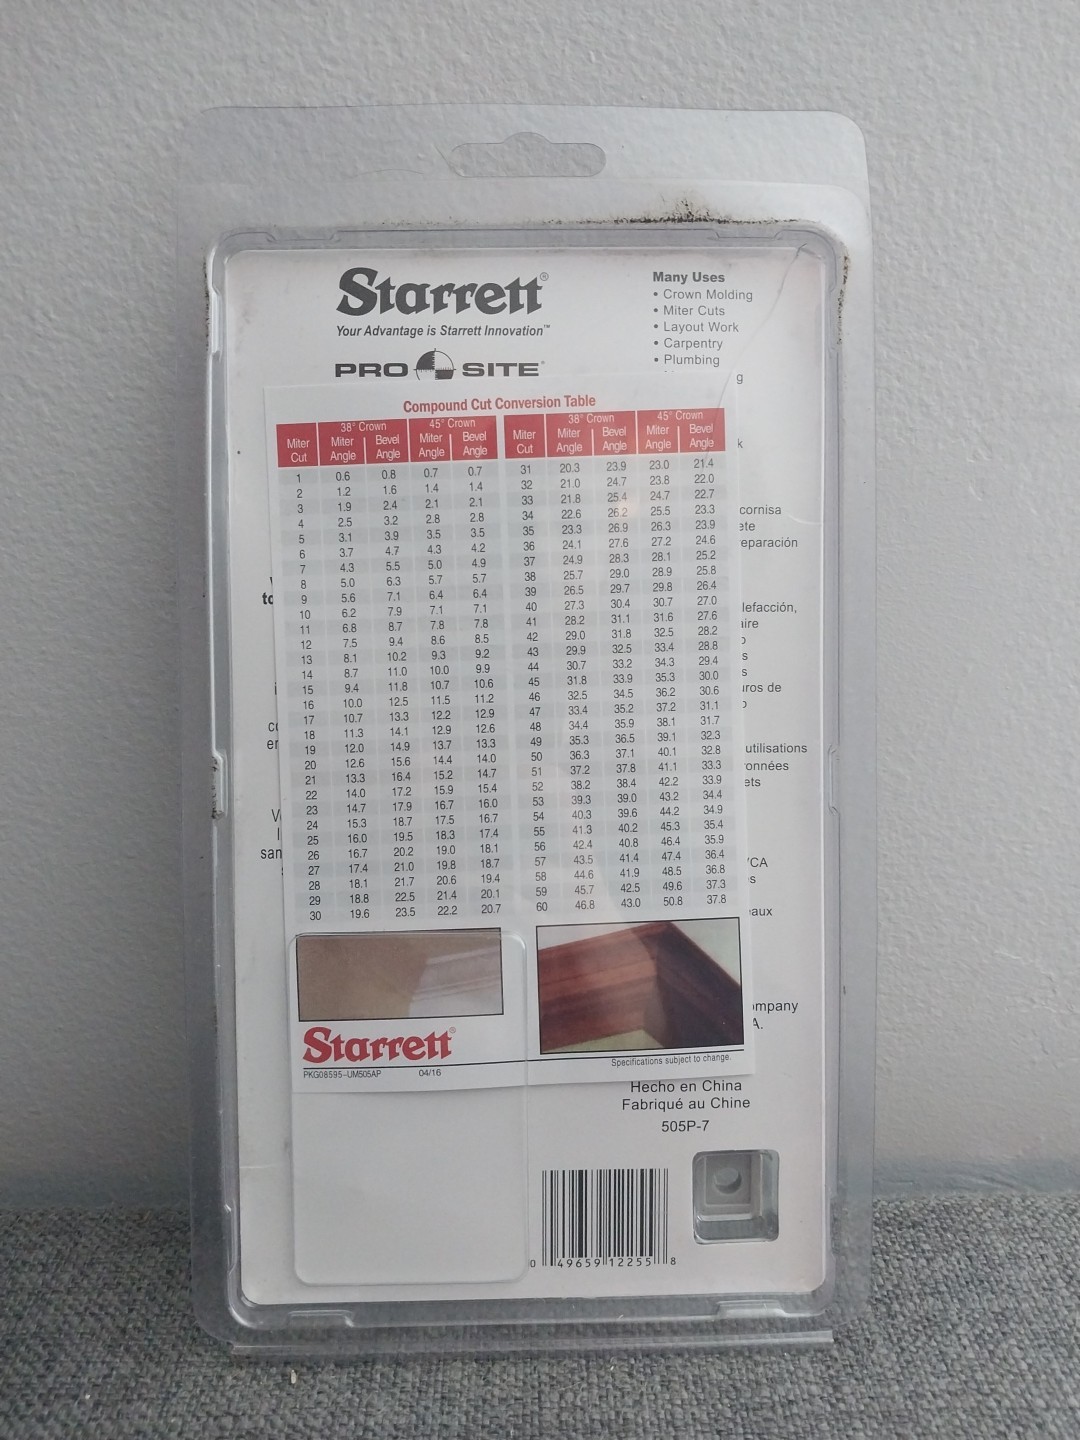 Starrett®
Your Advantage is Starrett Innovation™
PRO SITE®
Many Uses
• Crown Molding
• Miter Cuts
• Layout Work
• Carpentry
• Plumbing
Compound Cut Conversion Table
38° Crown 45° Crown 38° Crown 45° Crown
Miter Cut Miter Angle Bevel Angle Miter Angle Bevel Angle Miter Cut Miter Angle Bevel Angle Miter Angle Bevel Angle
1 0.6 0.8 0.7 0.7 31 20.3 23.9 23.0 21.4
2 1.2 1.6 1.4 1.4 32 21.0 24.7 23.8 22.0
3 1.9 2.4 2.1 2.1 33 21.8 25.4 24.7 22.7
4 2.5 3.2 2.8 2.8 34 22.6 26.2 25.5 23.3
5 3.1 3.9 3.5 3.5 35 23.3 26.9 26.3 23.9
6 3.7 4.7 4.3 4.2 36 24.1 27.6 27.2 24.6
7 4.3 5.5 5.0 4.9 37 24.9 28.3 28.1 25.2
8 5.0 6.3 5.7 5.7 38 25.7 29.0 28.9 25.8
9 5.6 7.1 6.4 6.4 39 26.5 29.7 29.8 26.4
10 6.2 7.9 7.1 7.1 40 27.3 30.4 30.7 27.0
11 6.8 8.7 7.8 7.8 41 28.2 31.1 31.6 27.6
12 7.5 9.4 8.6 8.5 42 29.0 31.8 32.5 28.2
13 8.1 10.2 9.3 9.2 43 29.9 32.5 33.4 28.8
14 8.7 11.0 10.0 9.9 44 30.7 33.2 34.3 29.4
15 9.4 11.8 10.7 10.6 45 31.8 33.9 35.3 30.0
16 10.0 12.5 11.5 11.2 46 32.5 34.5 36.2 30.6
17 10.7 13.3 12.2 12.9 47 33.4 35.2 37.2 31.1
18 11.3 14.1 12.9 12.6 48 34.4 35.9 38.1 31.7
19 12.0 14.9 13.7 13.3 49 35.3 36.5 39.1 32.3
20 12.6 15.6 14.4 14.0 50 36.3 37.1 40.1 32.8
21 13.3 16.4 15.2 14.7 51 37.2 37.8 41.1 33.3
22 14.0 17.2 15.9 15.4 52 38.2 38.4 42.2 33.9
23 14.7 17.9 16.7 16.0 53 39.3 39.0 43.2 34.4
24 15.3 18.7 17.5 16.7 54 40.3 39.6 44.2 34.9
25 16.0 19.5 18.3 17.4 55 41.3 40.2 45.3 35.4
26 16.7 20.2 19.0 18.1 56 42.4 40.8 46.4 35.9
27 17.4 21.0 19.8 18.7 57 43.5 41.4 47.4 36.4
28 18.1 21.7 20.6 19.4 58 44.6 41.9 48.5 36.8
29 18.8 22.5 21.4 20.1 59 45.7 42.5 49.6 37.3
30 19.6 23.5 22.2 20.7 60 46.8 43.0 50.8 37.8
cornisa
eparación
lefacción,
aire
uros de
utilisations
onnées
ets
YCA
eaux
ompany
A.
Starrett®
PKG08595-UM505AP 04/16
Specifications subject to change.
Hecho en China
Fabriqué au Chine
505P-7
0 49659 12255 8